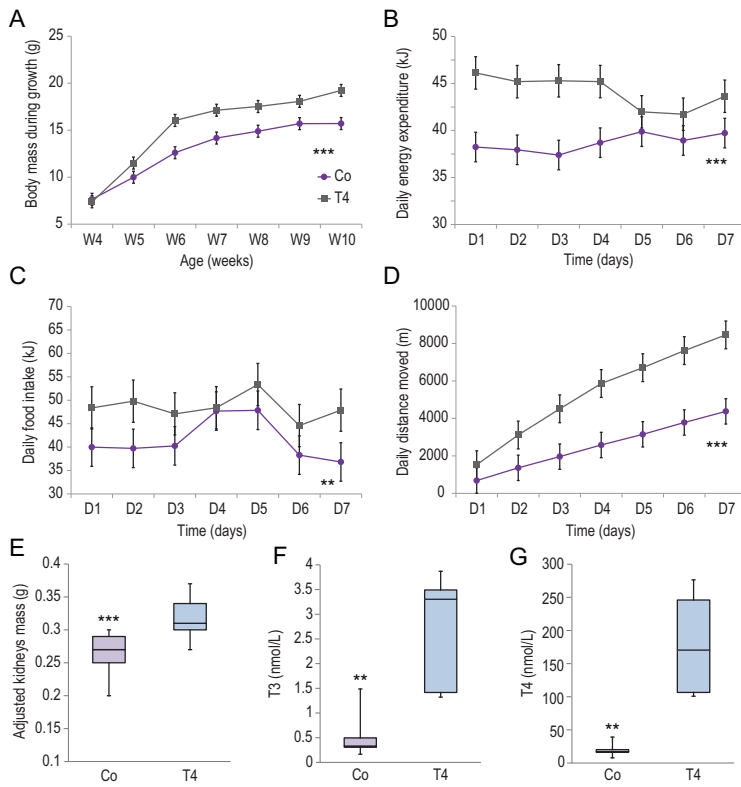 A
Body mass during growth (g)
25
20
15
10
5
W4 W5 W6 W7 W8 W9 W10
Age (weeks)
***
Co
T4
B
Daily energy expenditure (kJ)
50
45
40
35
30
D1 D2 D3 D4 D5 D6 D7
Time (days)
***
C
Daily food intake (kJ)
70
65
60
55
50
45
40
35
30
D1 D2 D3 D4 D5 D6 D7
Time (days)
**
D
Daily distance moved (m)
10000
8000
6000
4000
2000
0
D1 D2 D3 D4 D5 D6 D7
Time (days)
***
E
Adjusted kidneys mass (g)
0.4
0.3
0.25
0.2
0.1
***
Co T4
F
T3 (nmol/L)
4
3.5
3
2.5
2
1.5
1
0.5
0
**
Co T4
G
T4 (nmol/L)
300
250
200
150
100
50
0
**
Co T4